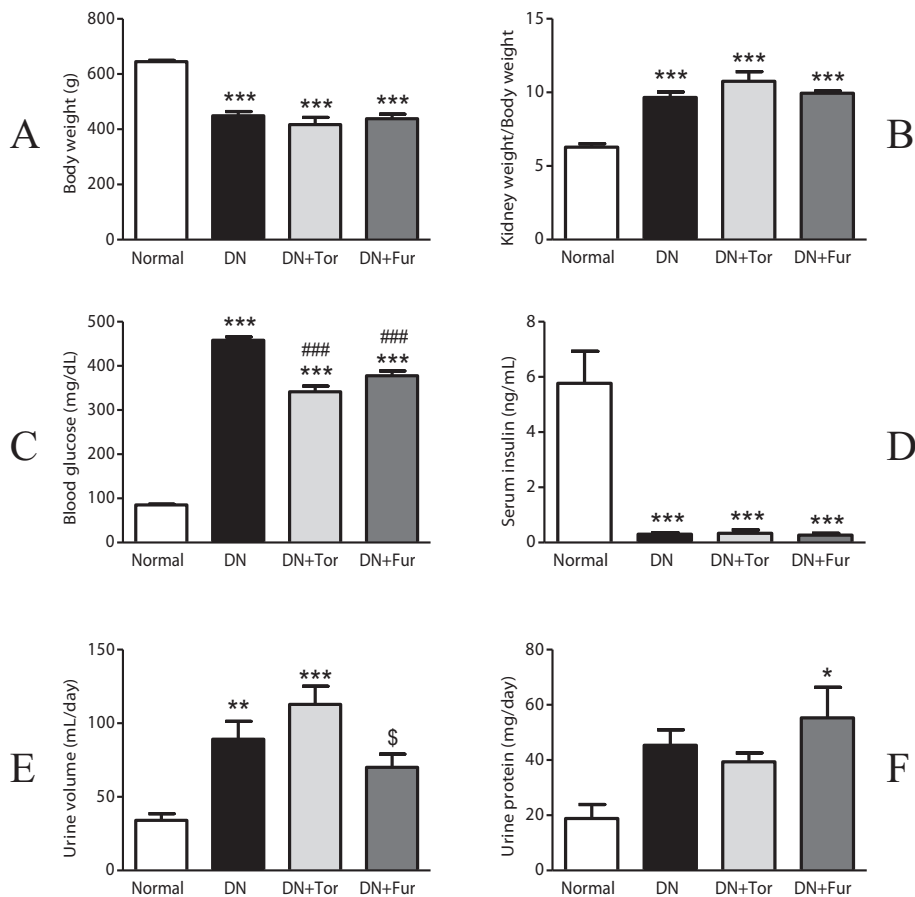 A
Body weight (g)
800
600
400
200
0
***
***
***
Normal
DN
DN+Tor
DN+Fur
B
Kidney weight/Body weight
15
10
5
0
***
***
***
Normal
DN
DN+Tor
DN+Fur
C
Blood glucose (mg/dL)
500
400
300
200
100
0
***
###
***
###
***
Normal
DN
DN+Tor
DN+Fur
D
Serum insulin (ng/mL)
8
6
4
2
0
***
***
***
Normal
DN
DN+Tor
DN+Fur
E
Urine volume (mL/day)
150
100
50
0
**
***
$
Normal
DN
DN+Tor
DN+Fur
F
Urine protein (mg/day)
80
60
40
20
0
*
Normal
DN
DN+Tor
DN+Fur